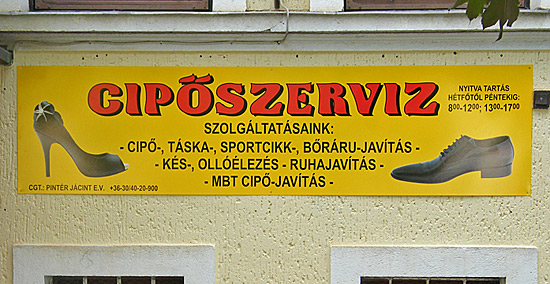 CIPŐSZERVIZ
NYITVA TARTÁS
HÉTFŐTŐL PÉNTEKIG:
8⁰⁰-12⁰⁰; 13⁰⁰-17⁰⁰
SZOLGÁLTATÁSAINK:
- CIPŐ-, TÁSKA-, SPORTCIKK-, BŐRÁRU-JAVÍTÁS -
- KÉS-, OLLÓÉLEZÉS - RUHAJAVÍTÁS -
- MBT CIPŐ-JAVÍTÁS -
CGT.: PINTÉR JÁCINT E.V. +36-30/40-20-900